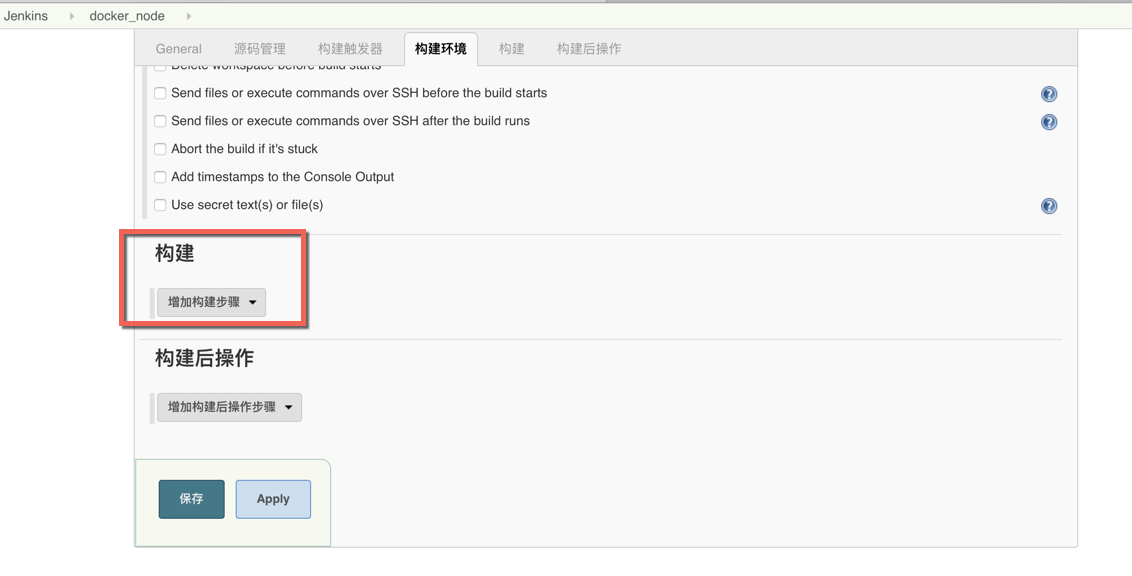 Jenkins docker_node
General 源码管理 构建触发器 构建环境 构建 构建后操作
Delete workspace before build starts
Send files or execute commands over SSH before the build starts
Send files or execute commands over SSH after the build runs
Abort the build if it's stuck
Add timestamps to the Console Output
Use secret text(s) or file(s)
构建
增加构建步骤
构建后操作
增加构建后操作步骤
保存 Apply